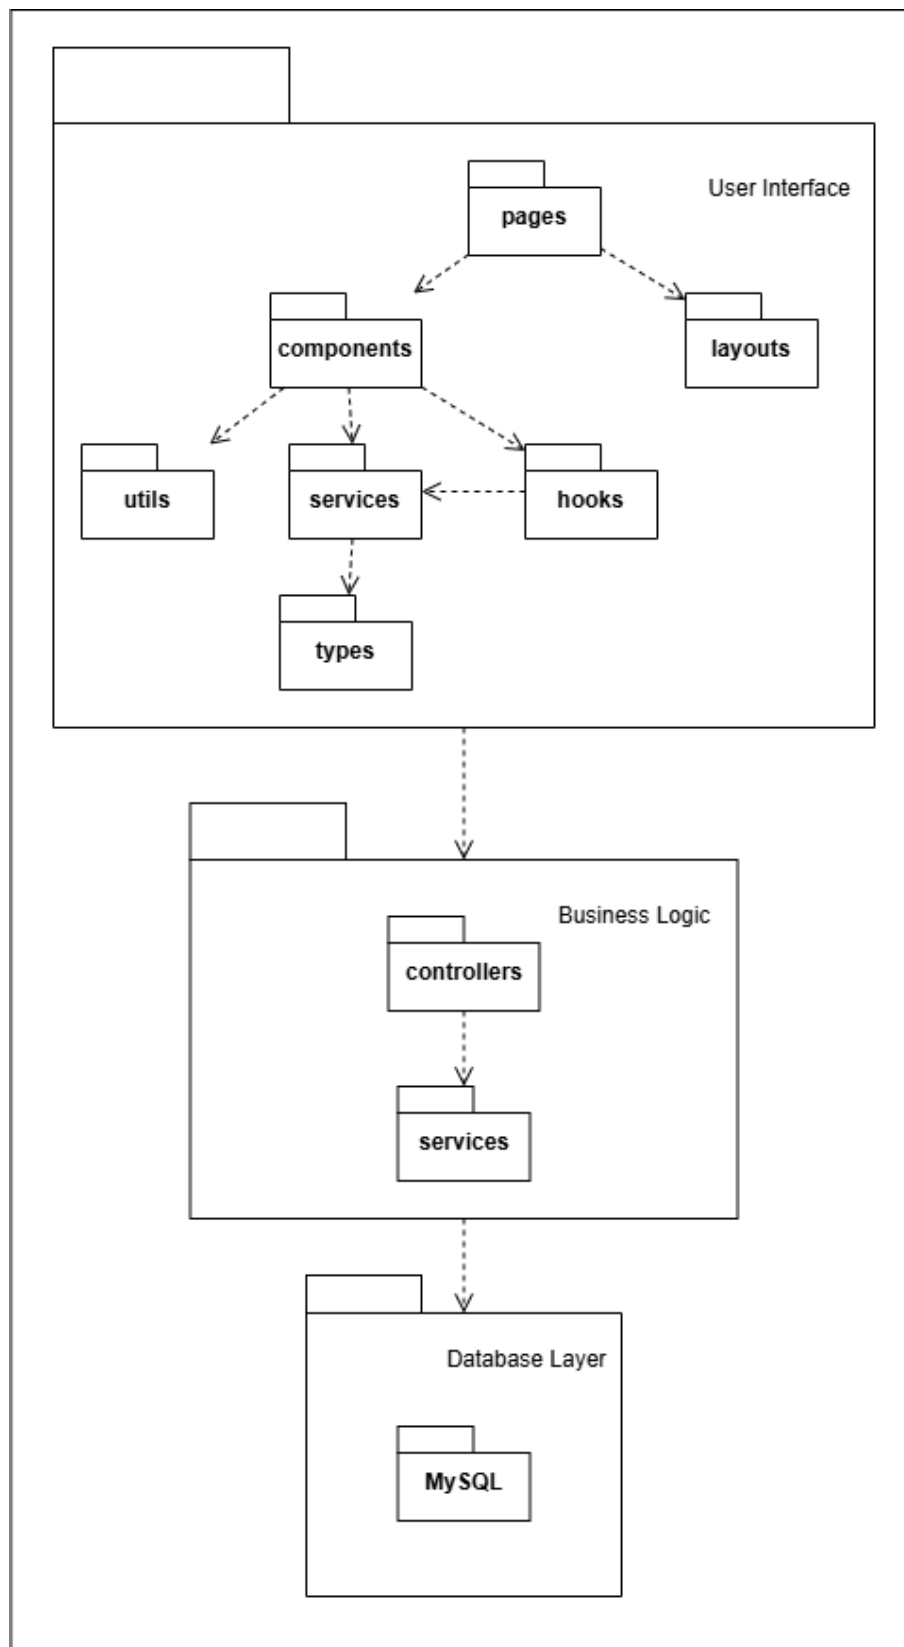 User Interface
pages
components
layouts
utils
services
hooks
types
Business Logic
controllers
services
Database Layer
MySQL